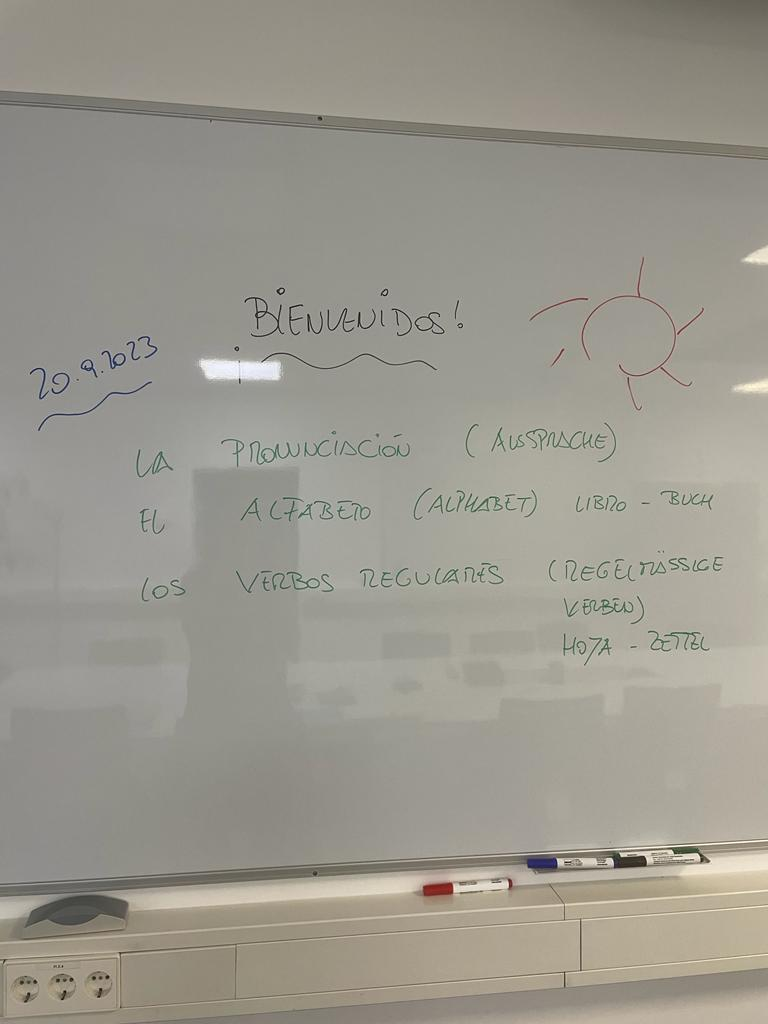 ¡BIENVENIDOS!
20.9.2023
LA PRONUNCIACIÓN (AUSSPRACHE)
EL ALFABETO (ALPHABET) LIBRO - BUCH
LOS VERBOS REGULARES (REGELMÄSSIGE
VERBEN)
HOJA - ZETTEL